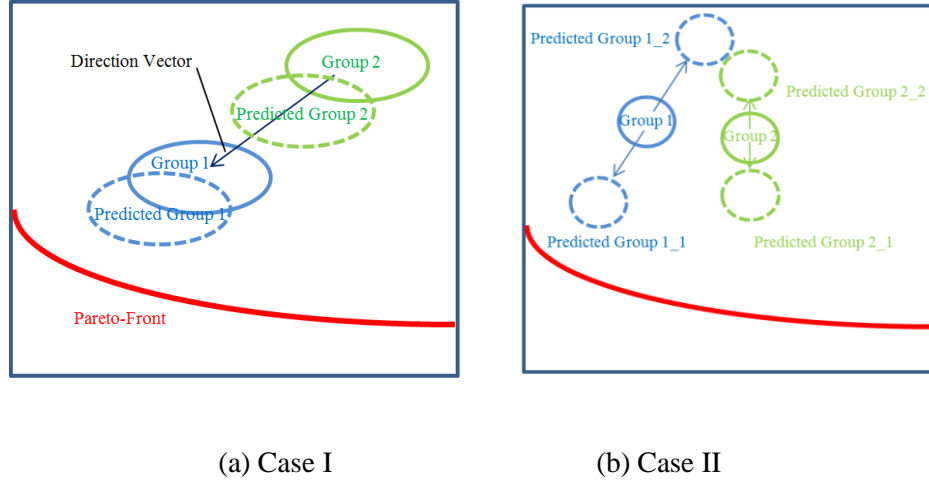 Direction Vector
Group 2
Predicted Group 2
Group 1
Predicted Group 1
Pareto-Front
Predicted Group 1_2
Predicted Group 2_2
Group 1
Group 2
Predicted Group 1_1
Predicted Group 2_1
(a) Case I
(b) Case II